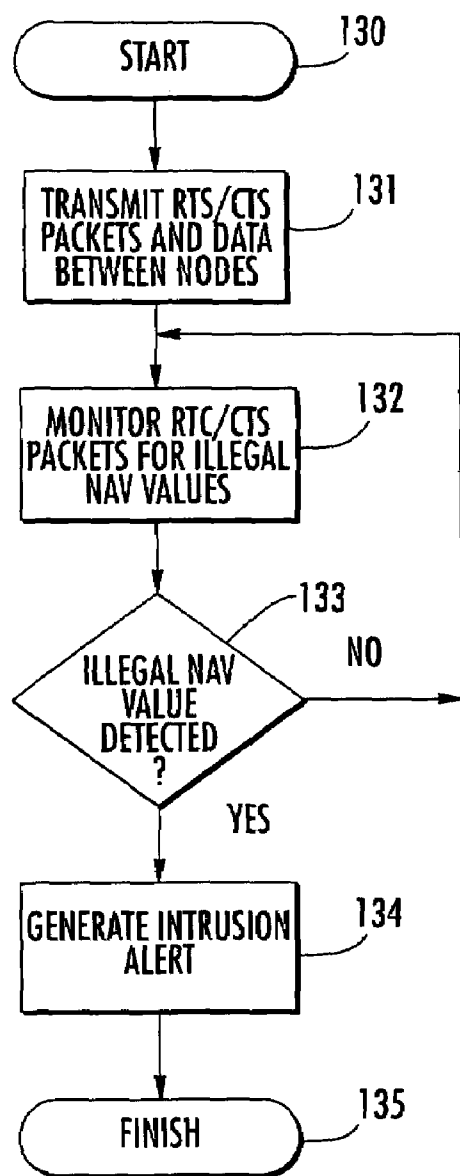 START
130
TRANSMIT RTS/CTS
PACKETS AND DATA
BETWEEN NODES
131
MONITOR RTC/CTS
PACKETS FOR ILLEGAL
NAV VALUES
132
ILLEGAL NAV
VALUE
DETECTED
?
133
NO
YES
GENERATE INTRUSION
ALERT
134
FINISH
135